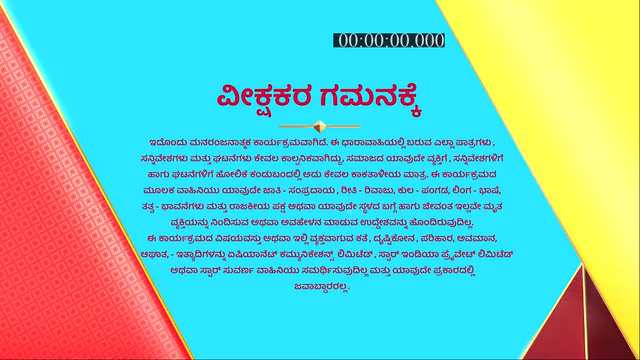 00:00:00.000
ವೀಕ್ಷಕರ ಗಮನಕ್ಕೆ
ಇದೊಂದು ಮನರಂಜನಾತ್ಮಕ ಕಾರ್ಯಕ್ರಮವಾಗಿದೆ. ಈ ಧಾರಾವಾಹಿಯಲ್ಲಿ ಬರುವ ಎಲ್ಲಾ ಪಾತ್ರಗಳು ,
ಸನ್ನಿವೇಶಗಳು ಮತ್ತು ಘಟನೆಗಳು ಕೇವಲ ಕಾಲ್ಪನಿಕವಾಗಿದ್ದು, ಸಮಾಜದ ಯಾವುದೇ ವ್ಯಕ್ತಿಗೆ , ಸನ್ನಿವೇಶಗಳಿಗೆ
ಹಾಗು ಘಟನೆಗಳಿಗೆ ಹೋಲಿಕೆ ಕಂಡುಬಂದಲ್ಲಿ ಅದು ಕೇವಲ ಕಾಕತಾಳೀಯ ಮಾತ್ರ. ಈ ಕಾರ್ಯಕ್ರಮದ
ಮೂಲಕ ವಾಹಿನಿಯು ಯಾವುದೇ ಜಾತಿ - ಸಂಪ್ರದಾಯ , ರೀತಿ - ರಿವಾಜು, ಕುಲ - ಪಂಗಡ, ಲಿಂಗ - ಭಾಷೆ,
ತತ್ವ - ಭಾವನೆಗಳು ಮತ್ತು ರಾಜಕೀಯ ಪಕ್ಷ ಅಥವಾ ಯಾವುದೇ ಸ್ಥಳದ ಬಗ್ಗೆ ಹಾಗು ಜೀವಂತ ಇಲ್ಲವೇ ಮೃತ
ವ್ಯಕ್ತಿಯನ್ನು ನಿಂದಿಸುವ ಅಥವಾ ಅವಹೇಳನ ಮಾಡುವ ಉದ್ದೇಶವನ್ನು ಹೊಂದಿರುವುದಿಲ್ಲ.
ಈ ಕಾರ್ಯಕ್ರಮದ ವಿಷಯವಸ್ತು ಅಥವಾ ಇಲ್ಲಿ ವ್ಯಕ್ತವಾಗುವ ಕತೆ , ದೃಷ್ಟಿಕೋನ , ಪರಿಹಾರ, ಅವಮಾನ,
ಆಘಾತ, - ಇತ್ಯಾದಿಗಳನ್ನು ಏಷಿಯಾನೆಟ್ ಕಮ್ಯುನಿಕೇಶನ್ಸ್ ಲಿಮಿಟೆಡ್ , ಸ್ಟಾರ್ ಇಂಡಿಯಾ ಪ್ರೈವೇಟ್ ಲಿಮಿಟೆಡ್
ಅಥವಾ ಸ್ಟಾರ್ ಸುವರ್ಣ ವಾಹಿನಿಯು ಸಮರ್ಥಿಸುವುದಿಲ್ಲ ಮತ್ತು ಯಾವುದೇ ಪ್ರಕಾರದಲ್ಲಿ
ಜವಾಬ್ದಾರರಲ್ಲ.